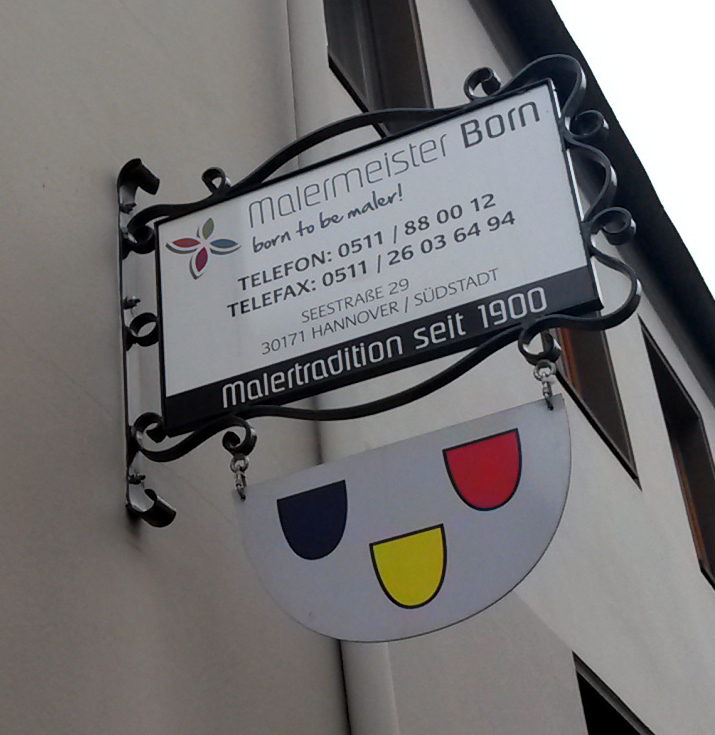 Malermeister Born
born to be maler!
TELEFON: 0511 / 88 00 12
TELEFAX: 0511 / 26 03 64 94
SEESTRAßE 29
30171 HANNOVER / SÜDSTADT
Malertradition seit 1900